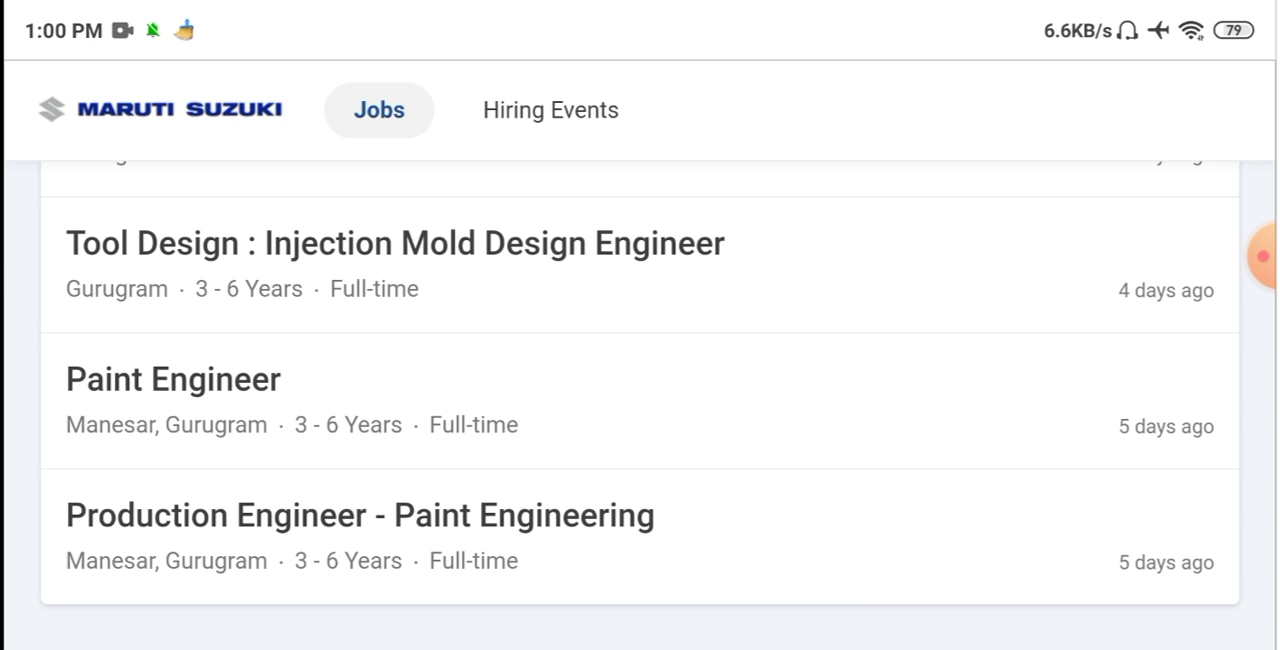 1:00 PM 6.6KB/s 79
MARUTI SUZUKI Jobs Hiring Events
Tool Design : Injection Mold Design Engineer
Gurugram · 3 - 6 Years · Full-time 4 days ago
Paint Engineer
Manesar, Gurugram · 3 - 6 Years · Full-time 5 days ago
Production Engineer - Paint Engineering
Manesar, Gurugram · 3 - 6 Years · Full-time 5 days ago